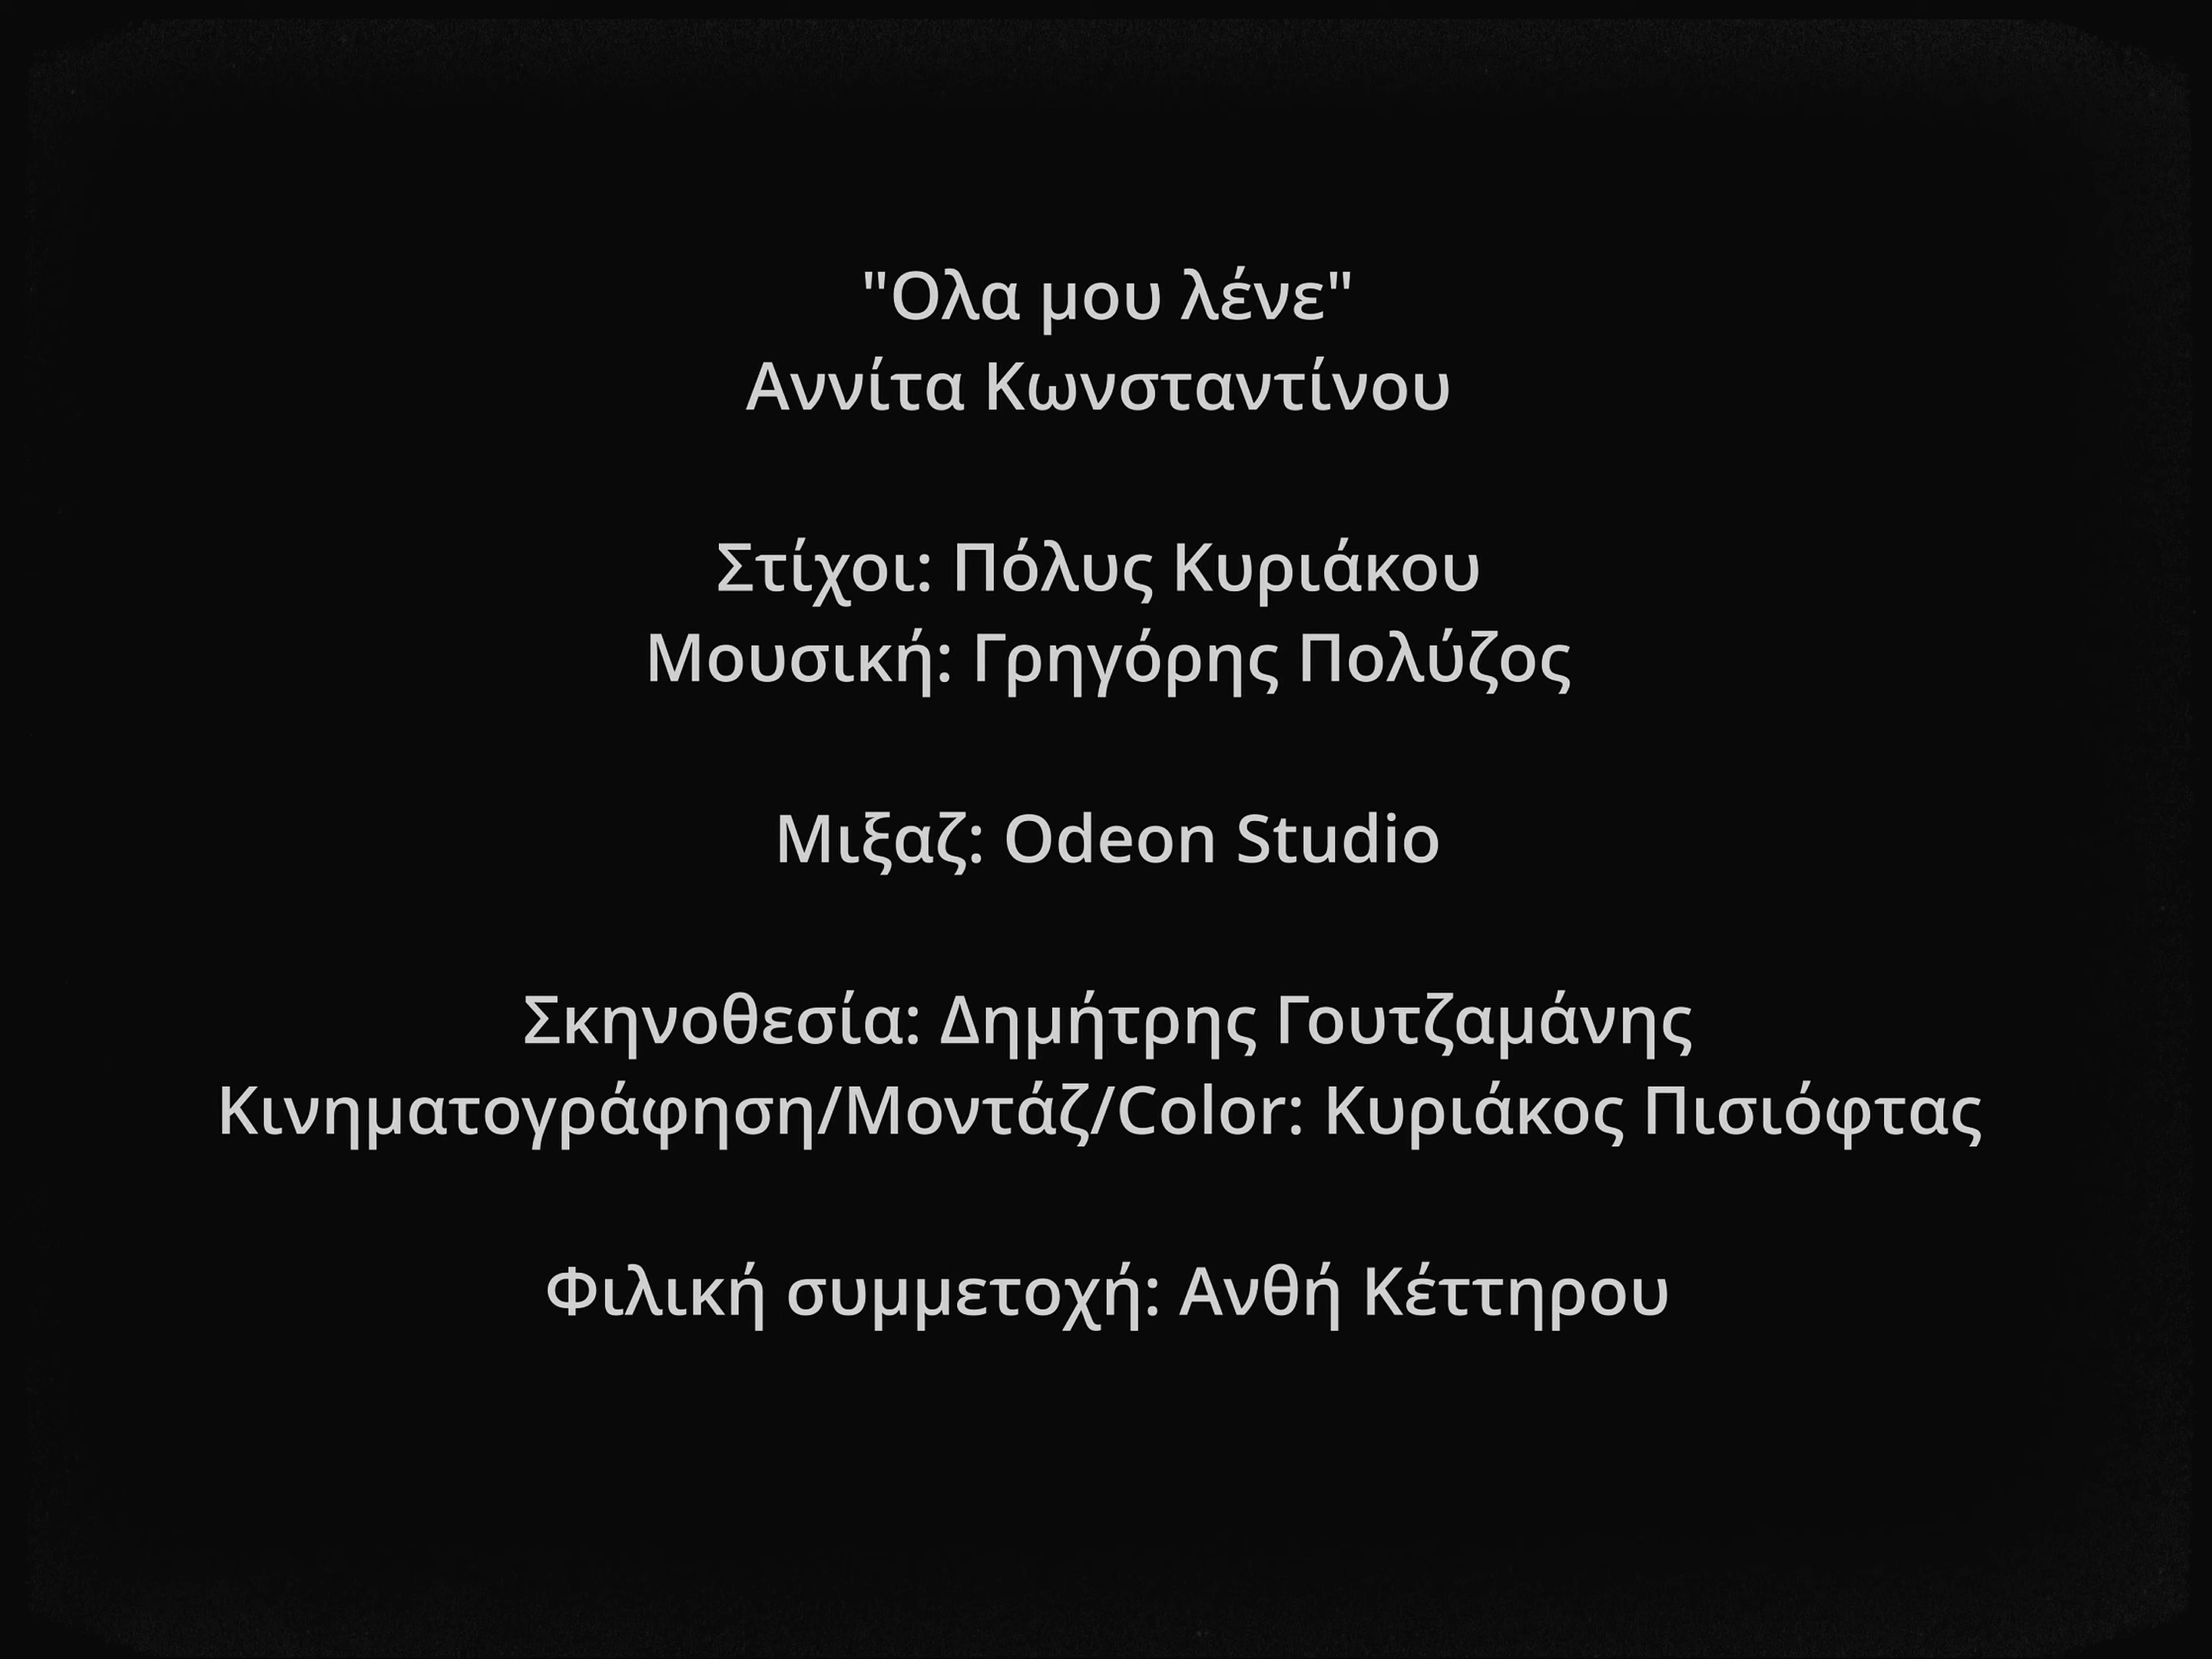 "Ολα μου λένε"
Αννίτα Κωνσταντίνου
Στίχοι: Πόλυς Κυριάκου
Μουσική: Γρηγόρης Πολύζος
Μιξαζ: Odeon Studio
Σκηνοθεσία: Δημήτρης Γουτζαμάνης
Κινηματογράφηση/Μοντάζ/Color: Κυριάκος Πισιόφτας
Φιλική συμμετοχή: Ανθή Κέττηρου